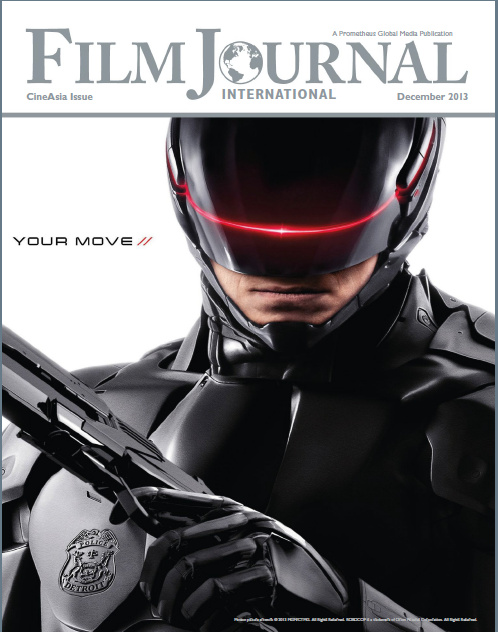 A Prometheus Global Media Publication
FILM JOURNAL
INTERNATIONAL
CineAsia Issue
December 2013
YOUR MOVE //
POLICE
DETROIT